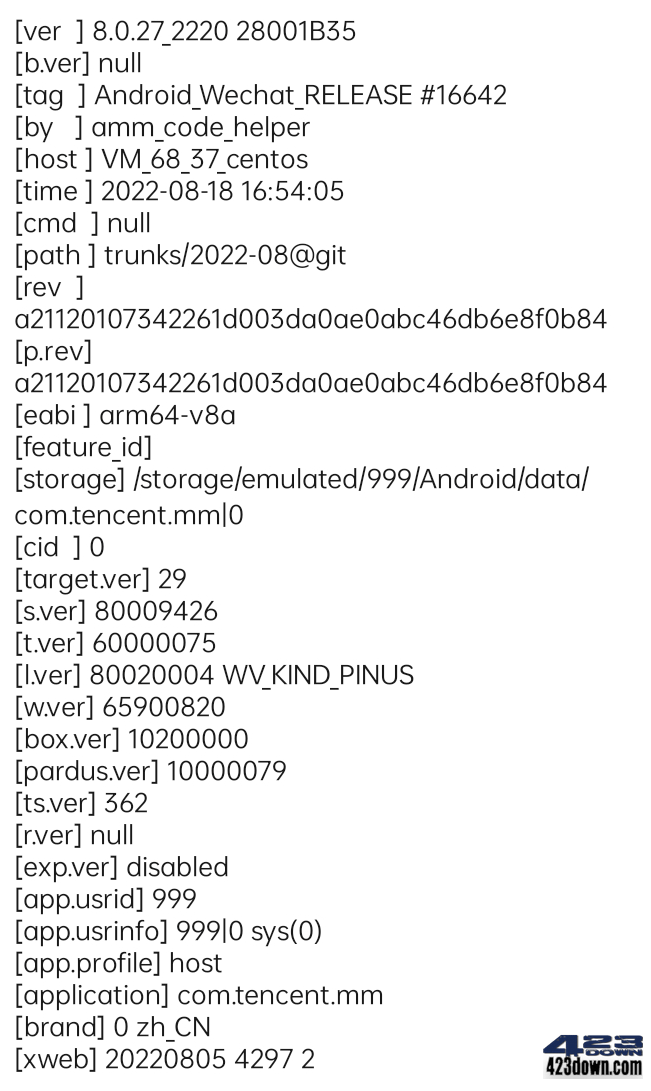 [ver  ] 8.0.27_2220 28001B35
[b.ver] null
[tag  ] Android_Wechat_RELEASE #16642
[by   ] amm_code_helper
[host ] VM_68_37_centos
[time ] 2022-08-18 16:54:05
[cmd  ] null
[path ] trunks/2022-08@git
[rev  ]
a21120107342261d003da0ae0abc46db6e8f0b84
[p.rev]
a21120107342261d003da0ae0abc46db6e8f0b84
[eabi ] arm64-v8a
[feature_id]
[storage] /storage/emulated/999/Android/data/
com.tencent.mm|0
[cid  ] 0
[target.ver] 29
[s.ver] 80009426
[t.ver] 60000075
[l.ver] 80020004 WV_KIND_PINUS
[w.ver] 65900820
[box.ver] 10200000
[pardus.ver] 10000079
[ts.ver] 362
[r.ver] null
[exp.ver] disabled
[app.usrid] 999
[app.usrinfo] 999|0 sys(0)
[app.profile] host
[application] com.tencent.mm
[brand] 0 zh_CN
[xweb] 20220805 4297 2
423
DOWN
423down.com